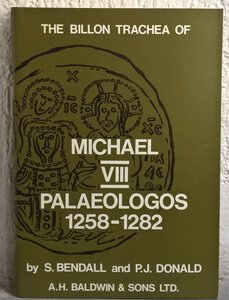 THE BILLON TRACHEA OF
MICHAEL
VIII
PALAEOLOGOS
1258-1282
by S. BENDALL and P.J. DONALD
A.H. BALDWIN & SONS LTD.